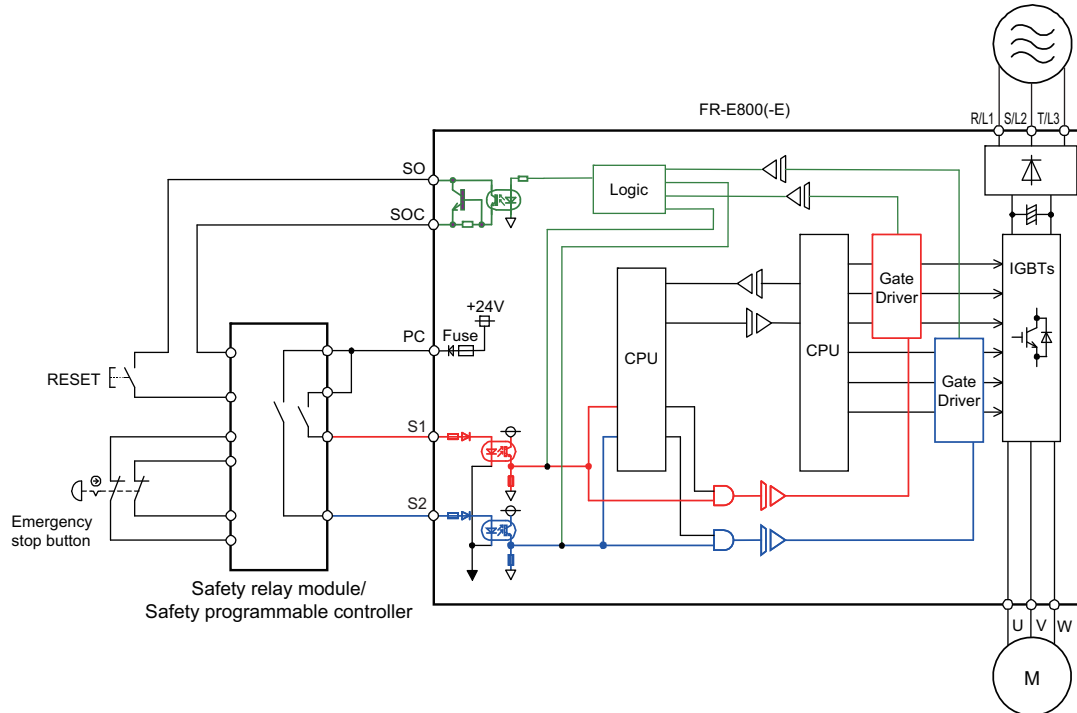 FR-E800(-E)
R/L1 S/L2 T/L3
SO
SOC
Logic
IGBTs
Gate
Driver
+24V
PC
Fuse
CPU
CPU
Gate
Driver
RESET
S1
S2
Emergency
stop button
Safety relay module/
Safety programmable controller
U V W
M